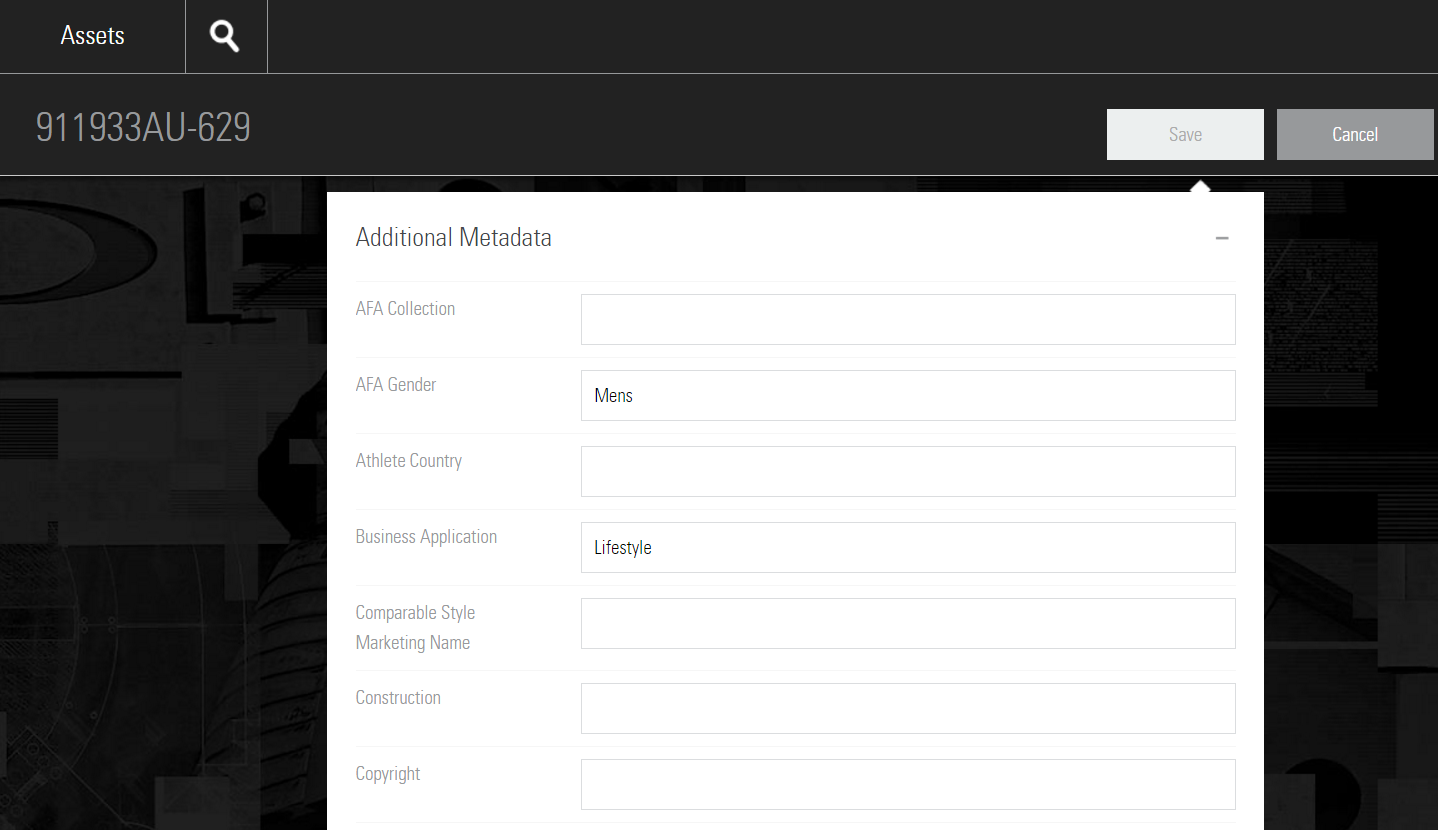 Assets
911933AU-629
Save
Cancel
Additional Metadata
AFA Collection
AFA Gender
Mens
Athlete Country
Business Application
Lifestyle
Comparable Style
Marketing Name
Construction
Copyright